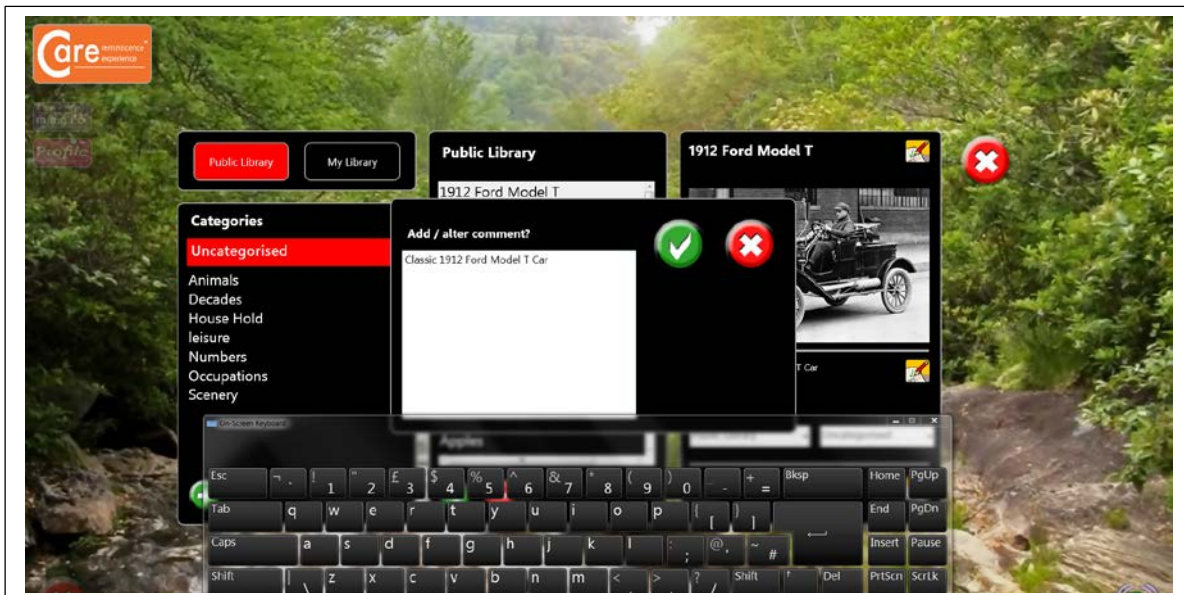 Care reminiscence experience
Profile
Public Library
My Library
Categories
Uncategorised
Animals
Decades
House Hold
leisure
Numbers
Occupations
Scenery
Public Library
1912 Ford Model T
1912 Ford Model T
Add / alter comment?
Classic 1912 Ford Model T Car
T Car
Apples
On-Screen Keyboard
Esc ¬ ` ! 1 " 2 £ 3 $ 4 % 5 ^ 6 & 7 * 8 ( 9 ) 0 _ - + = Bksp Home PgUp
Tab q w e r t y u i o p { [ } ] End PgDn
Caps a s d f g h j k l : ; @ ' ~ # Insert Pause
Shift | \ z x c v b n m < , > . ? / Shift ↑ Del PrtScn ScrLk